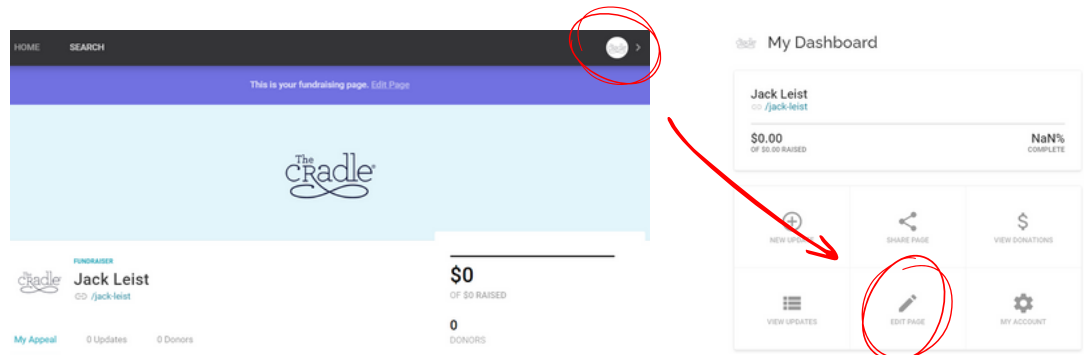 HOME SEARCH
This is your fundraising page. Edit Page
The
CRadle
CRadle
FUNDRAISER
Jack Leist
/jack-leist
My Appeal 0 Updates 0 Donors
$0
OF $0 RAISED
0
DONORS
My Dashboard
Jack Leist
/jack-leist
$0.00 NaN%
OF $0.00 RAISED COMPLETE
NEW UPDATE SHARE PAGE VIEW DONATIONS
VIEW UPDATES EDIT PAGE MY ACCOUNT